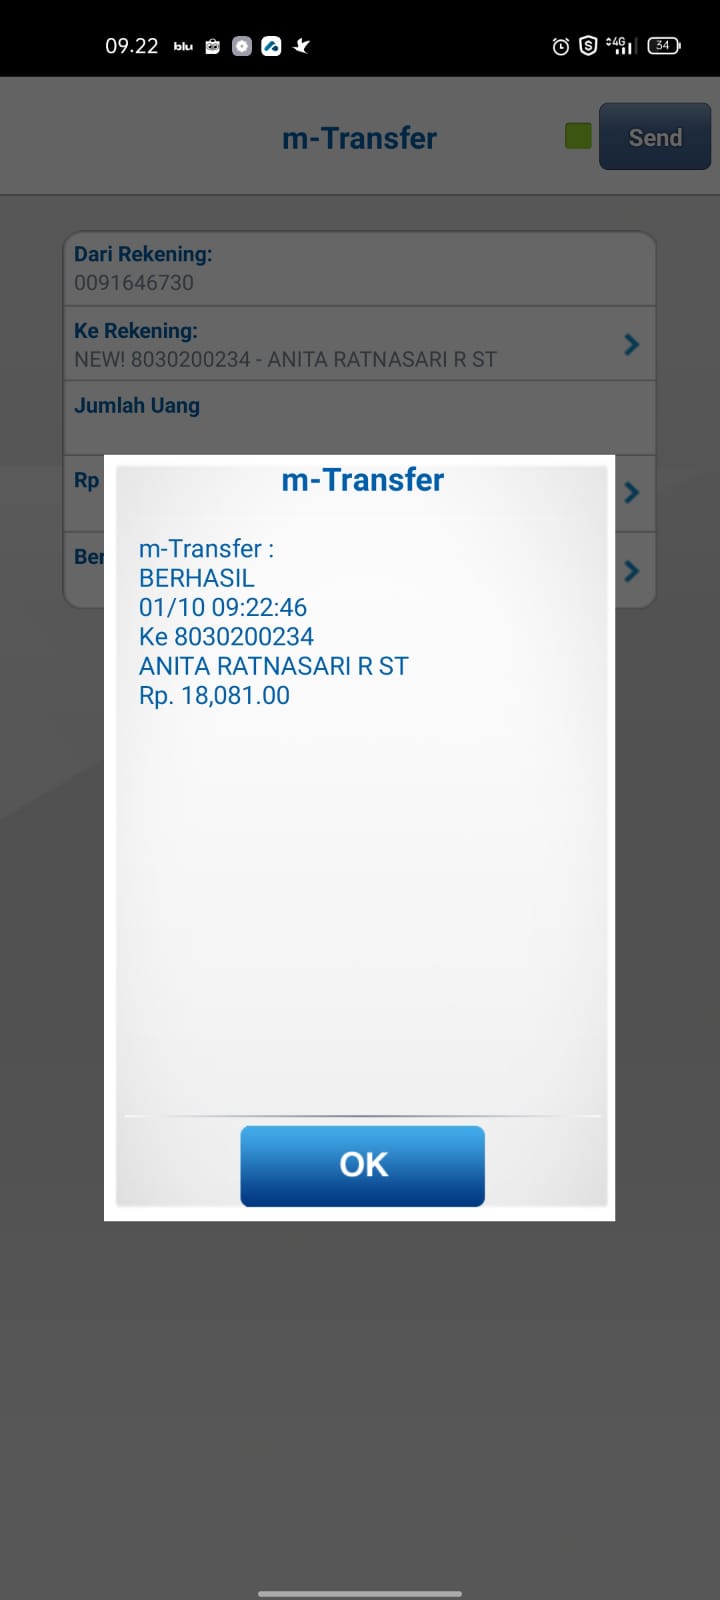 09.22 blu 4G 34
m-Transfer
Send
Dari Rekening:
0091646730
Ke Rekening:
NEW! 8030200234 - ANITA RATNASARI R ST
Jumlah Uang
Rp
Ber
m-Transfer
m-Transfer :
BERHASIL
01/10 09:22:46
Ke 8030200234
ANITA RATNASARI R ST
Rp. 18,081.00
OK